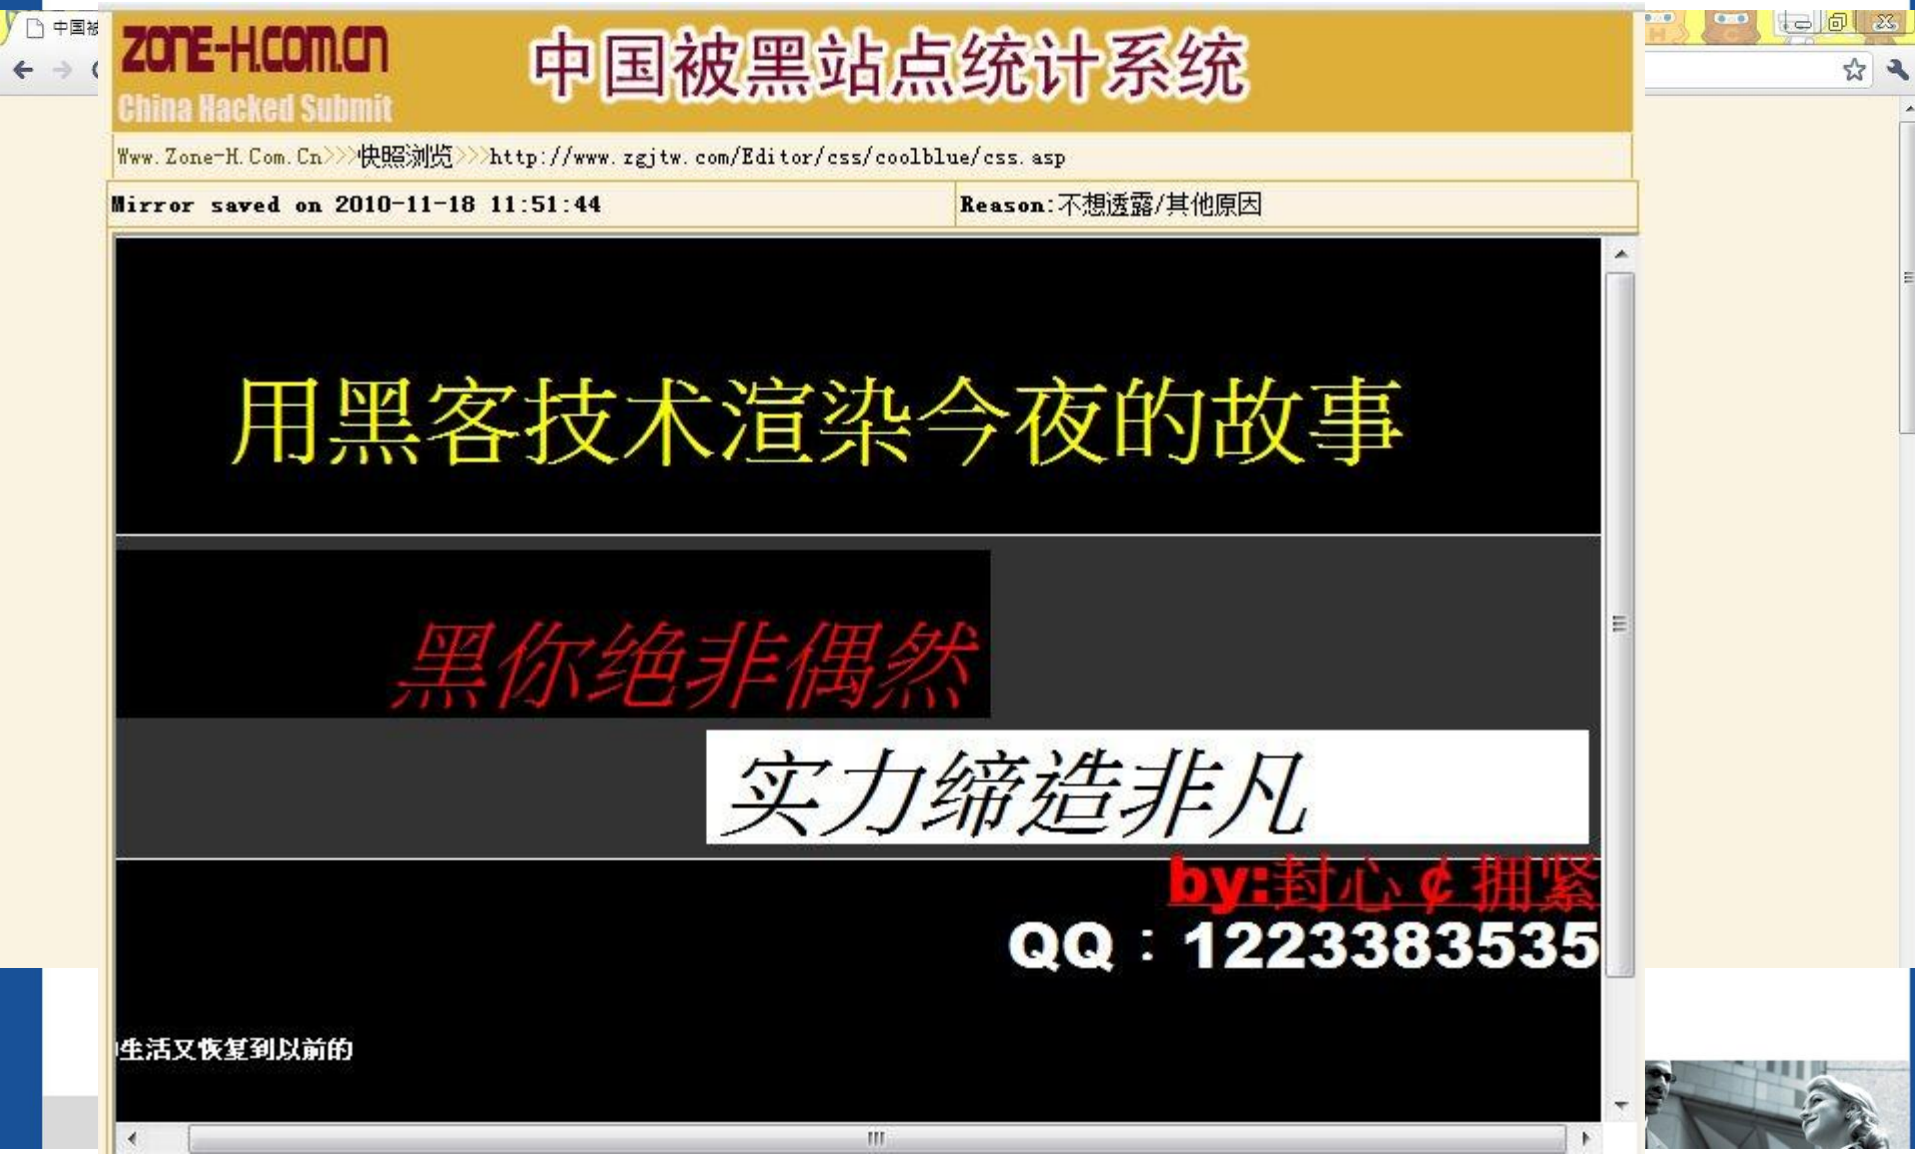 中国被
ZONE-H.COM.CN
中国被黑站点统计系统
China Hacked Submit
Www.Zone-H.Com.Cn>>>快照浏览>>>http://www.zgjtw.com/Editor/css/coolblue/css.asp
Mirror saved on 2010-11-18 11:51:44
Reason:不想透露/其他原因
用黑客技术渲染今夜的故事
黑你绝非偶然
实力缔造非凡
by:封心¢拥紧
QQ：1223383535
生活又恢复到以前的